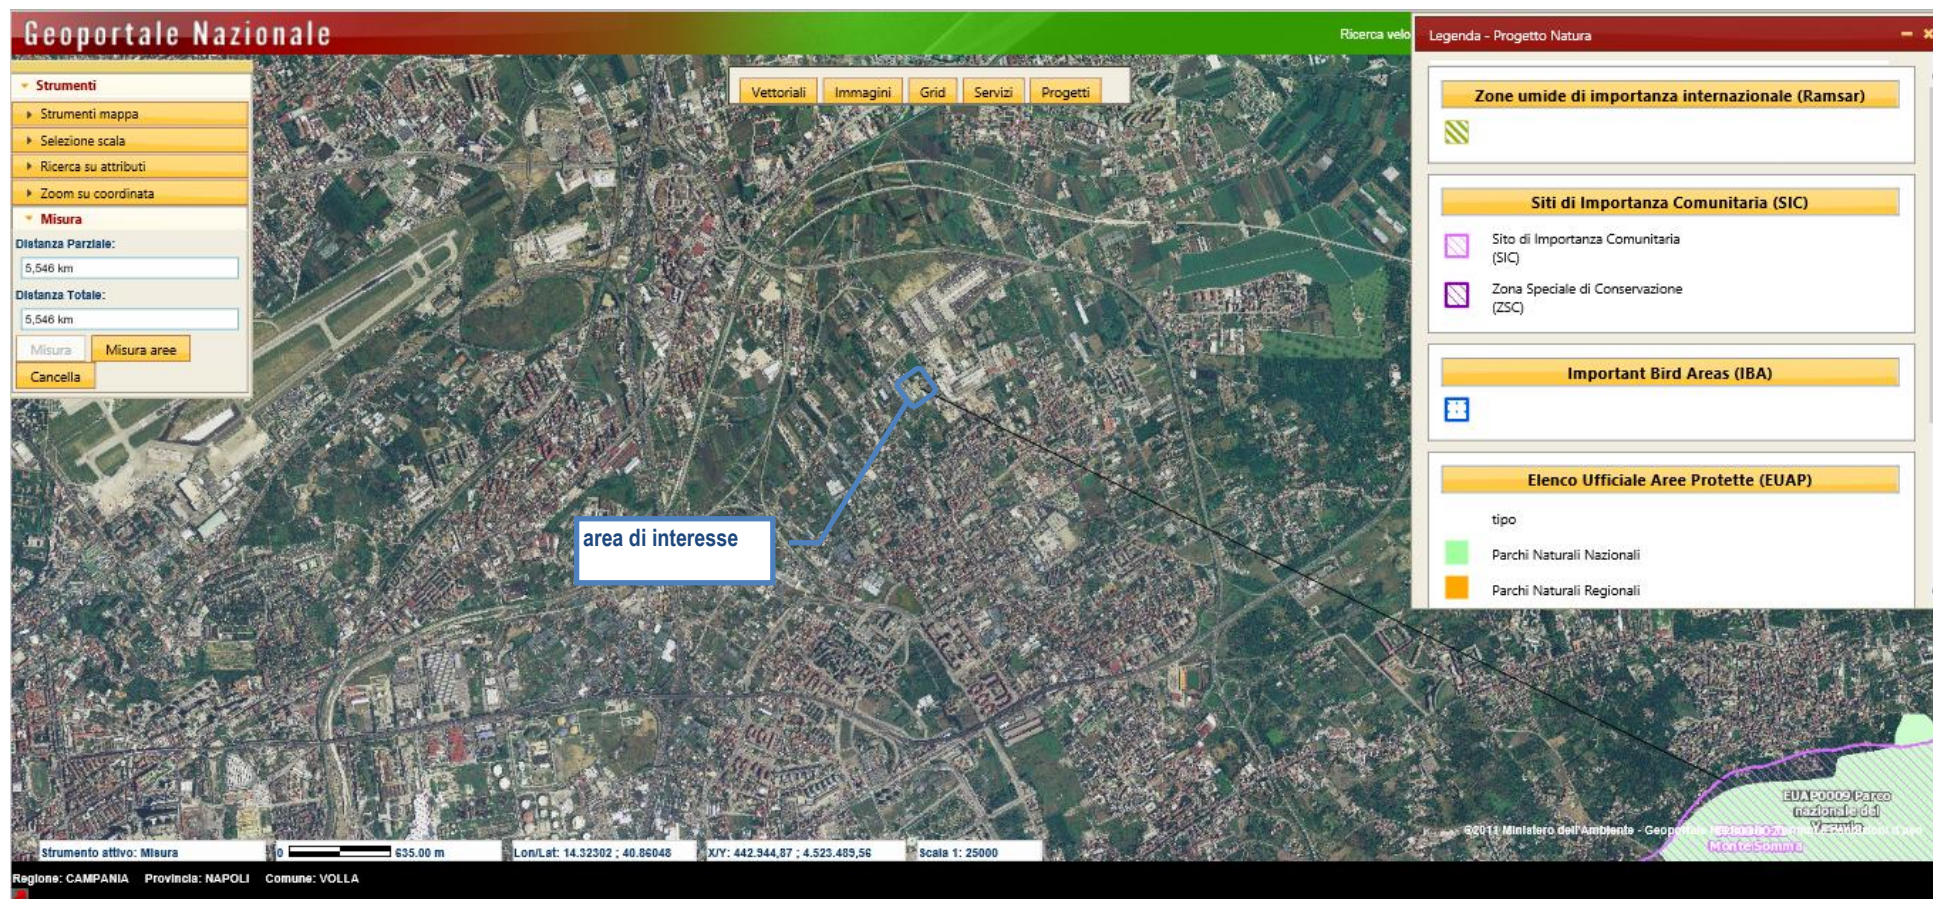 Geoportale Nazionale
Ricerca velo
Legenda - Progetto Natura
Strumenti
Strumenti mappa
Selezione scala
Ricerca su attributi
Zoom su coordinata
Misura
Distanza Parziale:
5,546 km
Distanza Totale:
5,546 km
Misura
Misura aree
Cancella
Vettoriali
Immagini
Grid
Servizi
Progetti
Zone umide di importanza internazionale (Ramsar)
Siti di Importanza Comunitaria (SIC)
Sito di Importanza Comunitaria
(SIC)
Zona Speciale di Conservazione
(ZSC)
Important Bird Areas (IBA)
Elenco Ufficiale Aree Protette (EUAP)
tipo
Parchi Naturali Nazionali
Parchi Naturali Regionali
area di interesse
EUAP0009 Parco
nazionale del
Vesuvio
©2011 Ministero dell'Ambiente - Geoportale
Monte Somma
Strumento attivo: Misura
0 635.00 m
Lon/Lat: 14.32302 ; 40.86048
X/Y: 442.944,87 ; 4.523.489,56
Scala 1: 25000
Regione: CAMPANIA Provincia: NAPOLI Comune: VOLLA